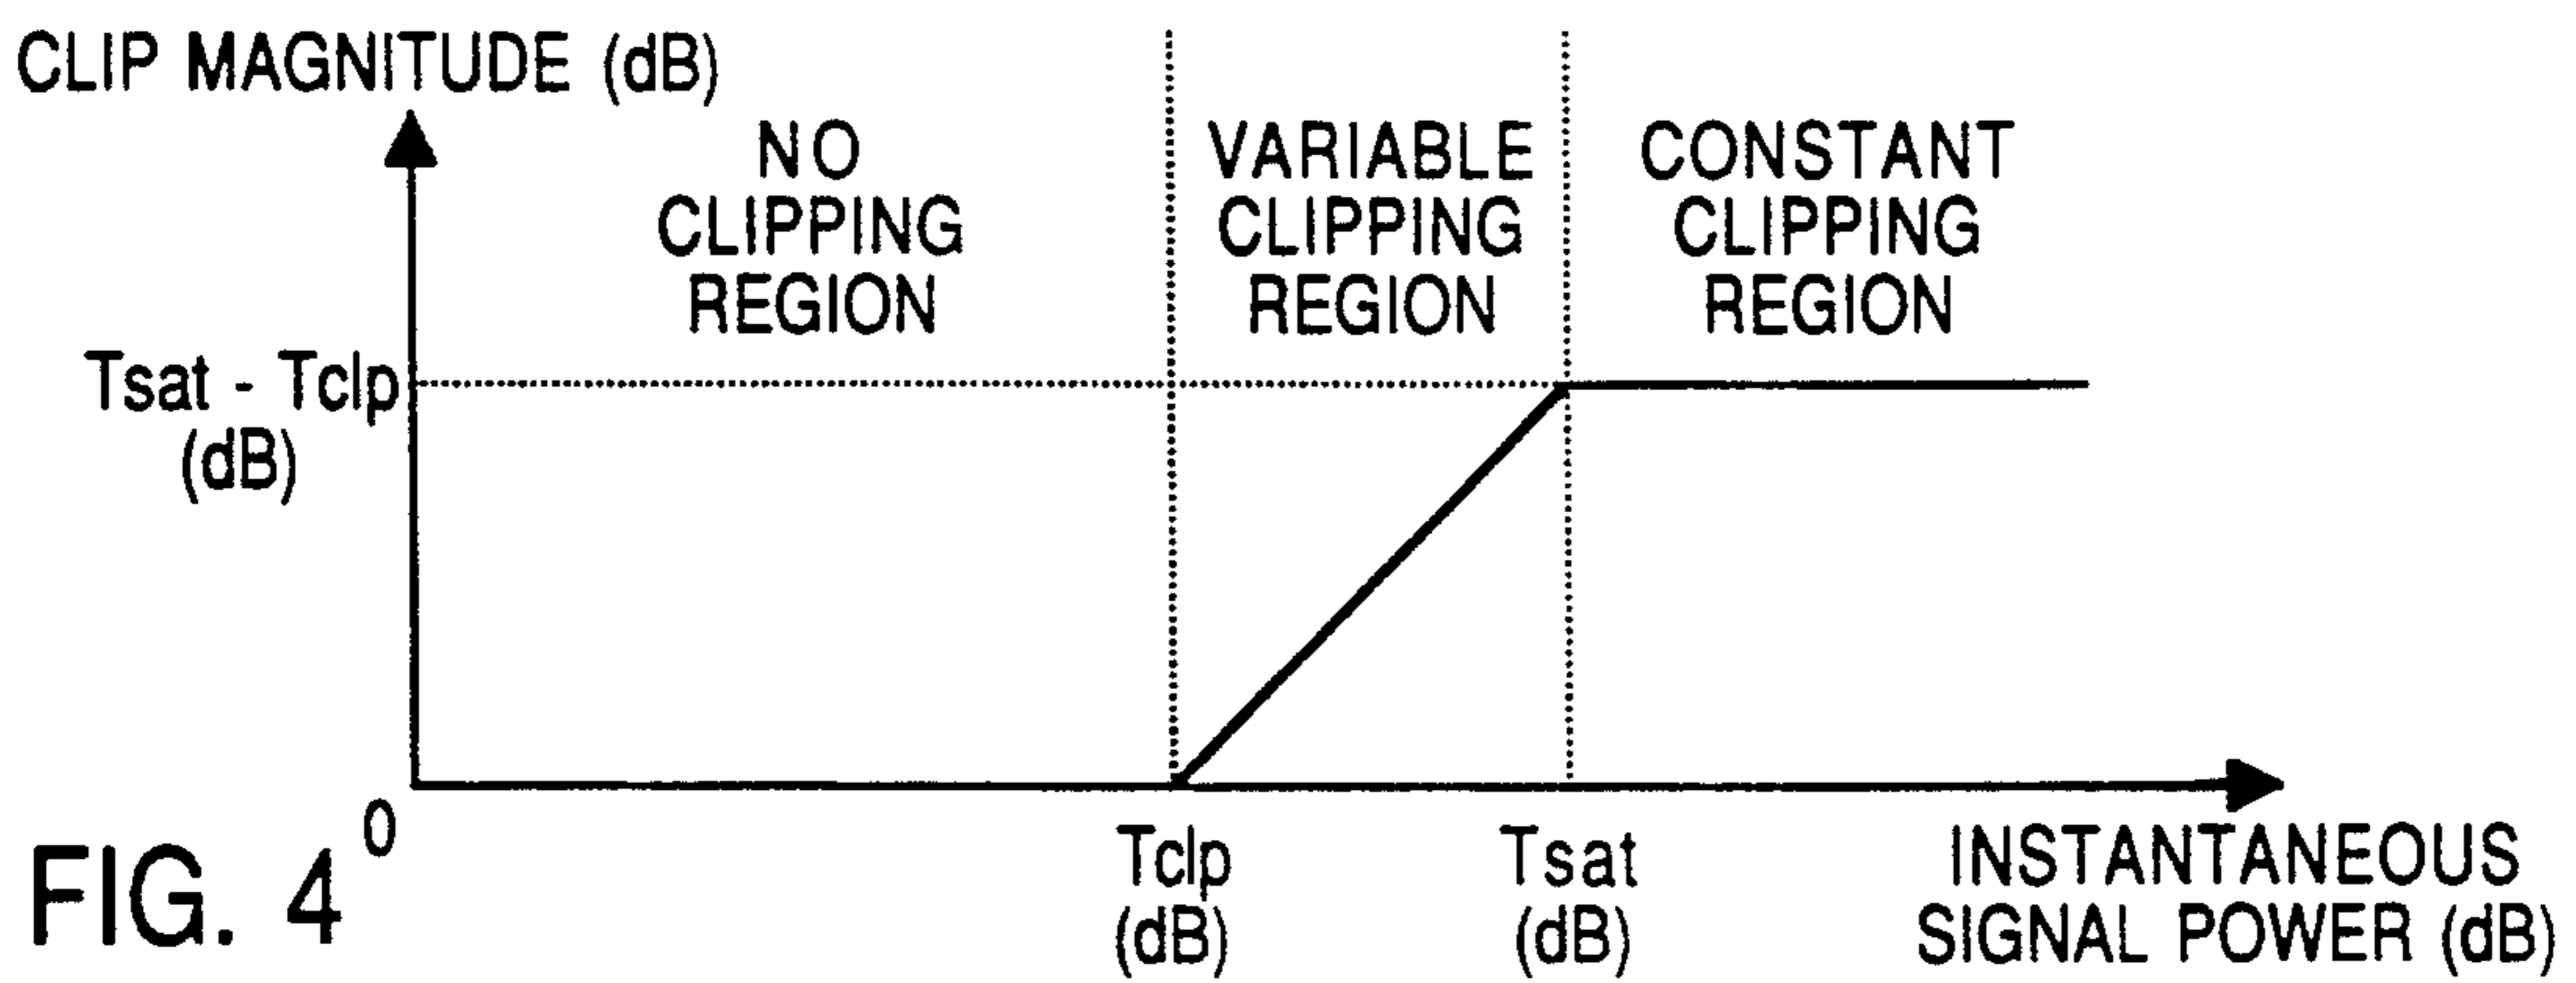 CLIP MAGNITUDE (dB)
NO
CLIPPING
REGION
VARIABLE
CLIPPING
REGION
CONSTANT
CLIPPING
REGION
Tsat - Tclp
(dB)
0
Tclp
(dB)
Tsat
(dB)
INSTANTANEOUS
SIGNAL POWER (dB)
FIG. 4